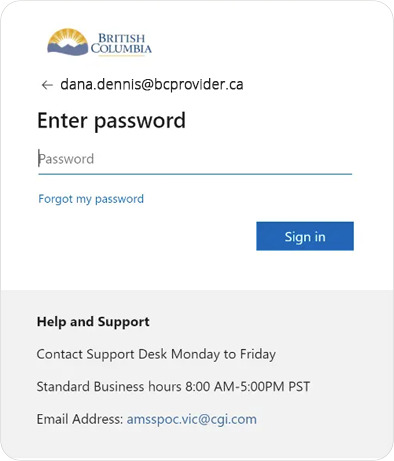 BRITISH
COLUMBIA
← dana.dennis@bcprovider.ca
Enter password
Password
Forgot my password
Sign in
Help and Support
Contact Support Desk Monday to Friday
Standard Business hours 8:00 AM-5:00PM PST
Email Address: amsspoc.vic@cgi.com